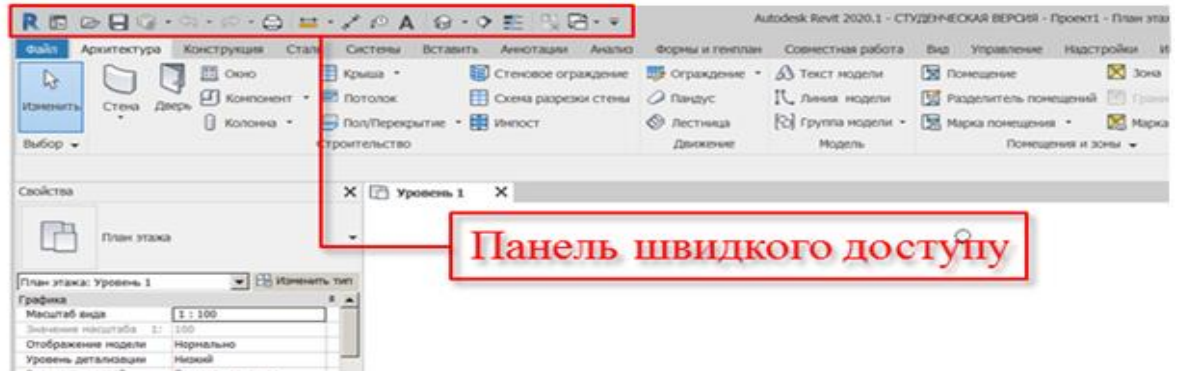 Autodesk Revit 2020.1 - СТУДЕНЧЕСКАЯ ВЕРСИЯ - Проект1 - План этаж
Файл Архитектура Конструкция Сталь Системы Вставить Аннотации Анализ Формы и генплан Совместная работа Вид Управление Надстройки
Окно Крыша Стеновое ограждение Ограждение Текст модели Помещение Зона
Изменить Стена Дверь Компонент Потолок Схема разрезки стены Пандус Линия модели Разделитель помещений
Колонна Пол/Перекрытие Импост Лестница Группа модели Марка помещения Марка
Выбор Строительство Движение Модель Помещения и зоны
Свойства Уровень 1
План этажа
Панель швидкого доступу
План этажа: Уровень 1 Изменить тип
Графика
Масштаб вида 1 : 100
Значение масштаба 1: 100
Отображение модели Нормально
Уровень детализации Низкий